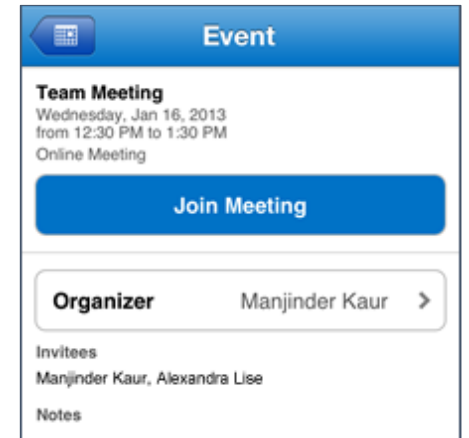 Event
Team Meeting
Wednesday, Jan 16, 2013
from 12:30 PM to 1:30 PM
Online Meeting
Join Meeting
Organizer Manjinder Kaur
Invitees
Manjinder Kaur, Alexandra Lise
Notes